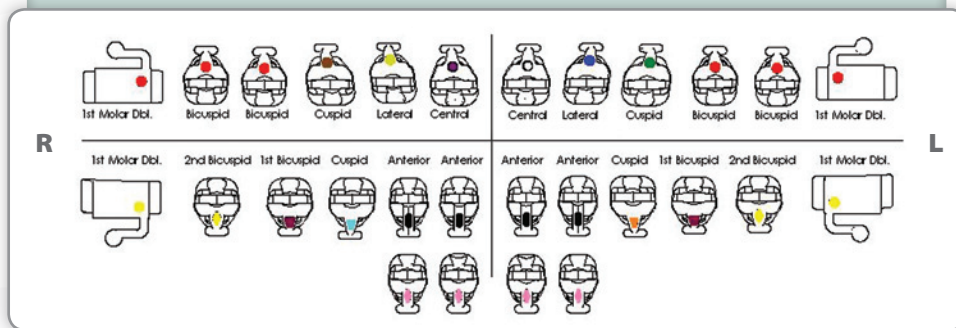 1st Molar Dbl. Bicuspid Bicuspid Cuspid Lateral Central Central Lateral Cuspid Bicuspid Bicuspid 1st Molar Dbl.
R L
1st Molar Dbl. 2nd Bicuspid 1st Bicuspid Cuspid Anterior Anterior Anterior Anterior Cuspid 1st Bicuspid 2nd Bicuspid 1st Molar Dbl.